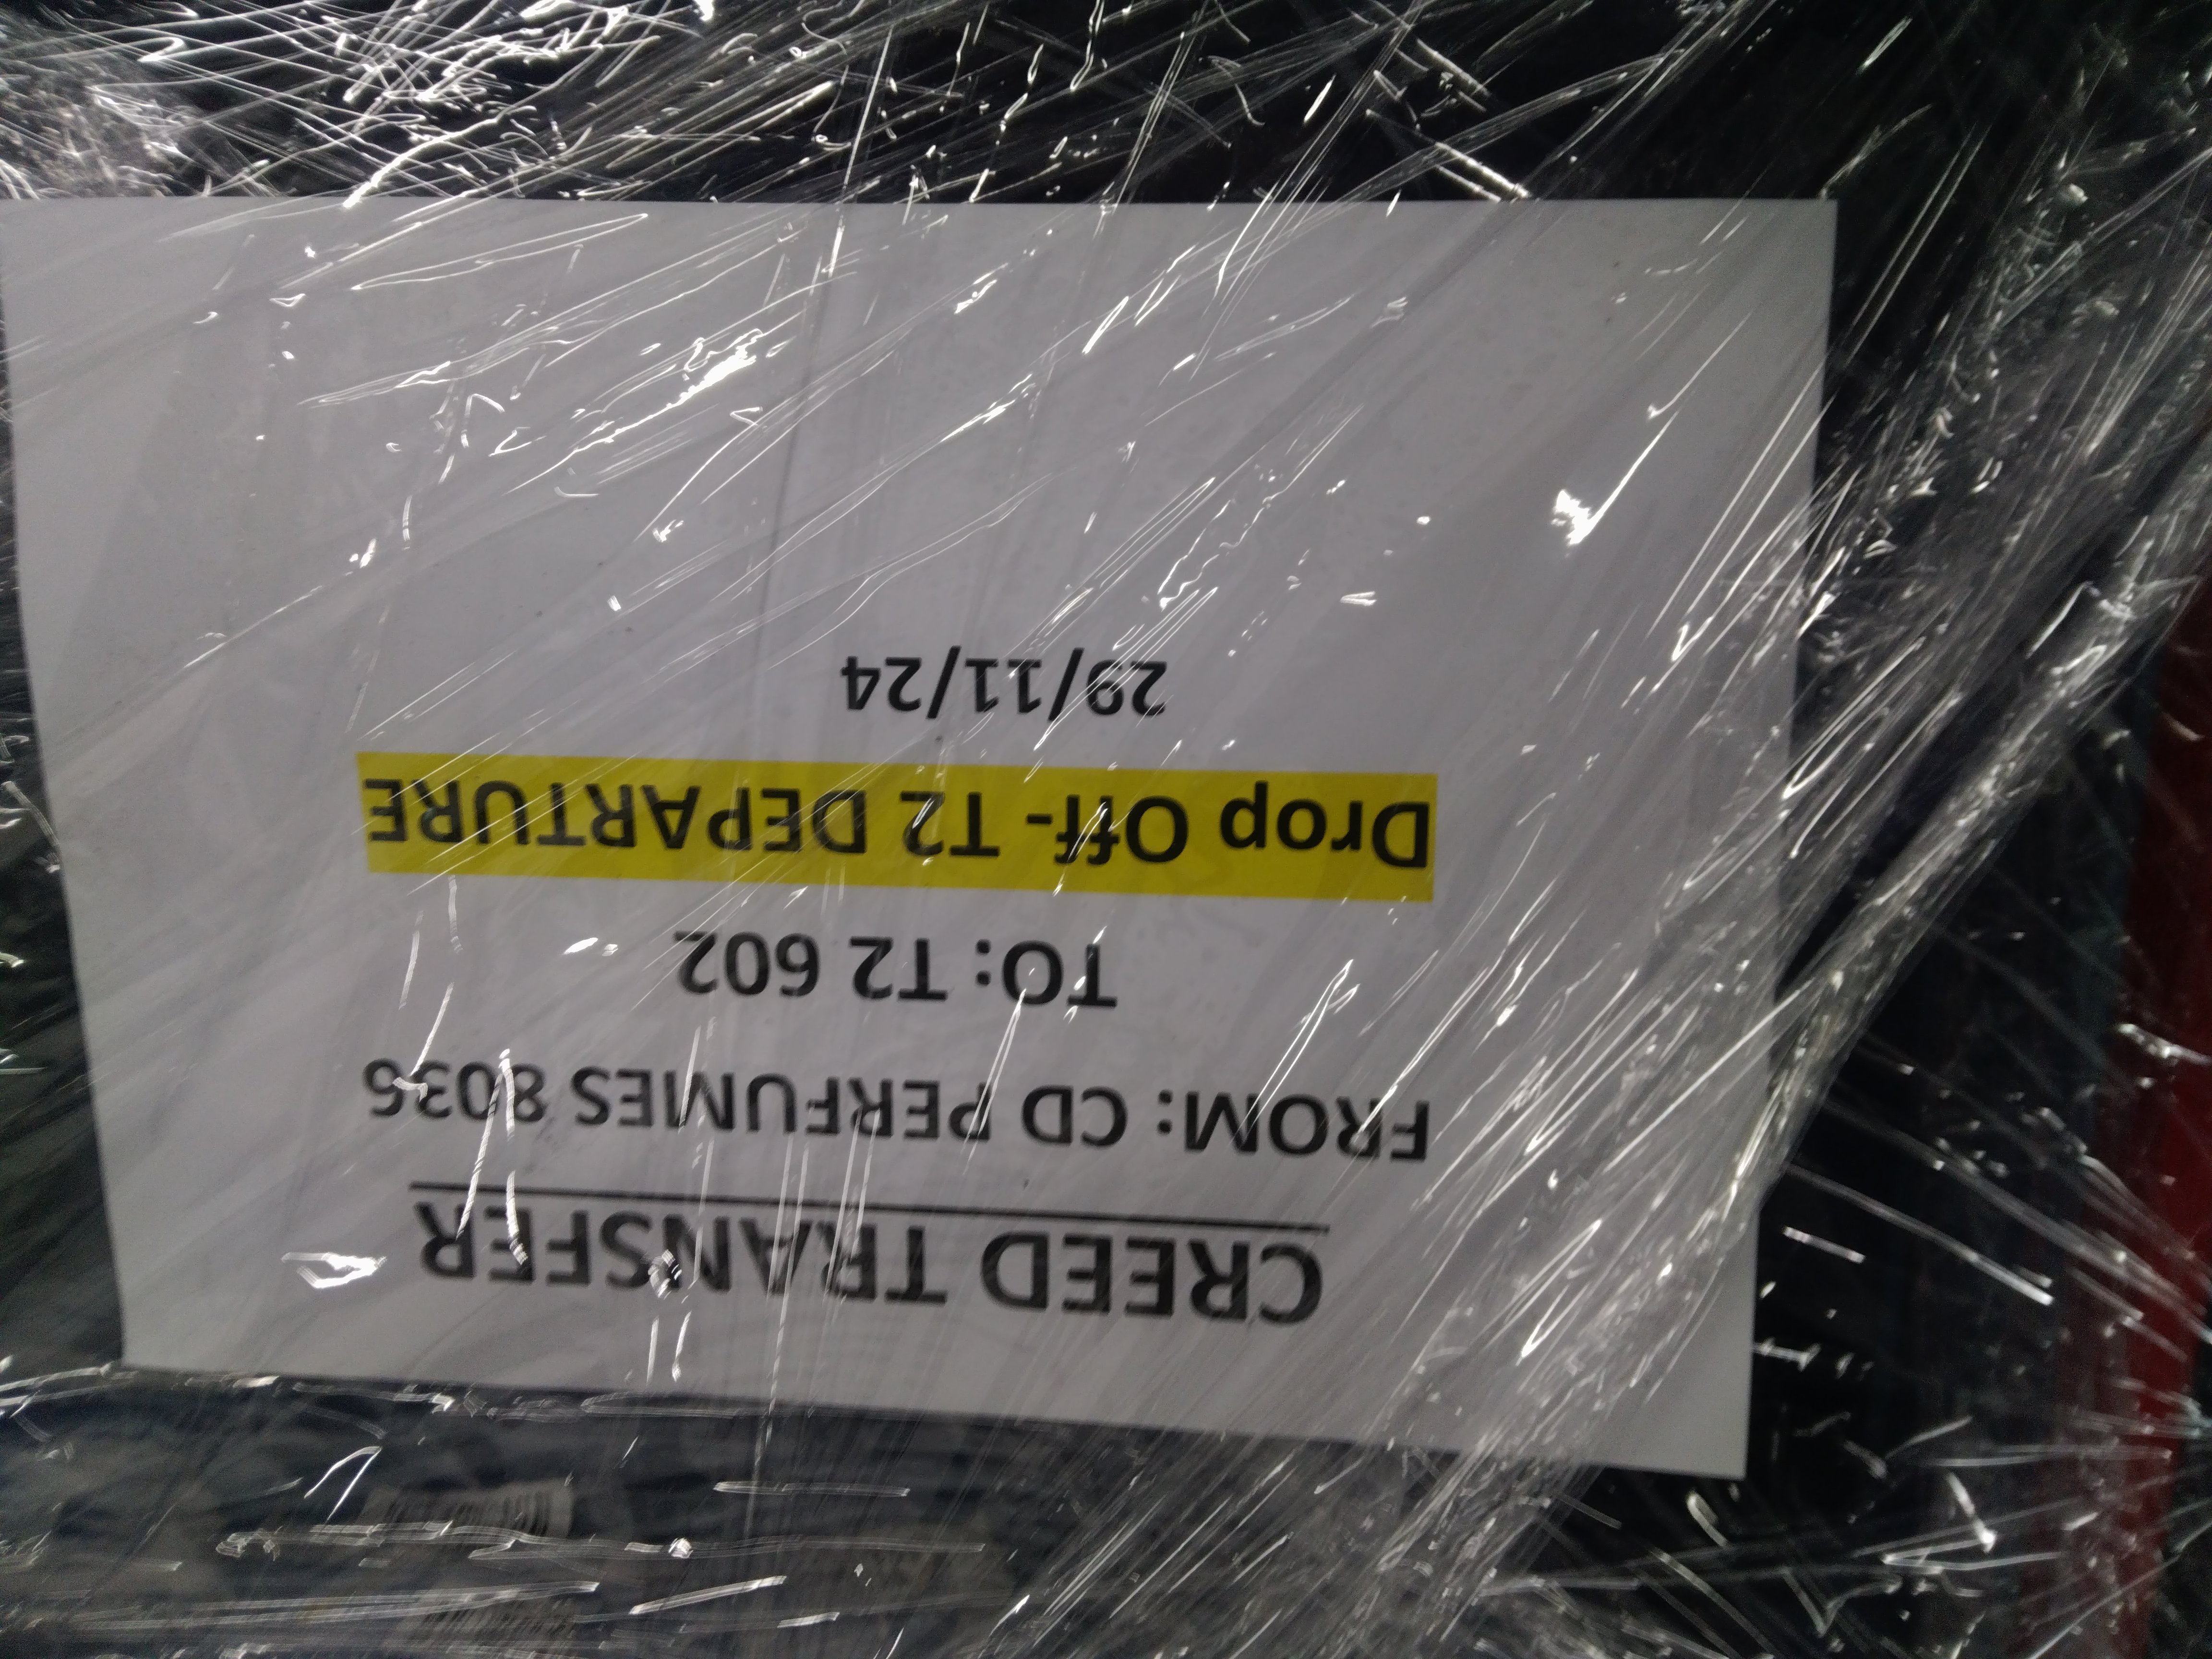 CREED TRANSFER
FROM: CD PERFUMES 8036
TO: T2 602
Drop Off- T2 DEPARTURE
29/11/24